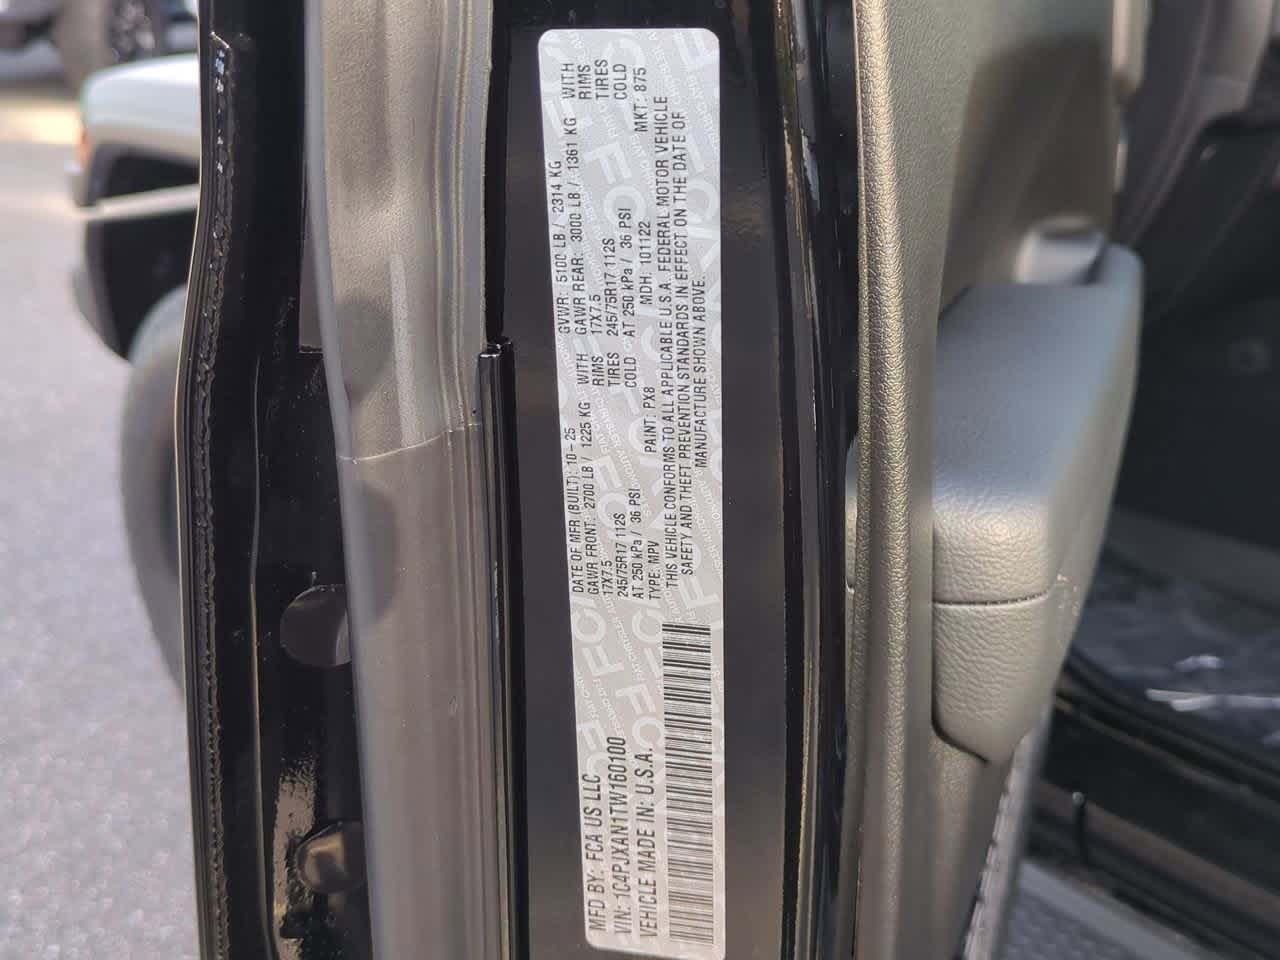 MFD BY: FCA US LLC
VIN: 1C4PJXAN1TW160100
VEHICLE MADE IN: U.S.A.
DATE OF MFR (BUILT): 10-25 GVWR: 5100 LB / 2314 KG
GAWR FRONT: 2700 LB / 1225 KG WITH GAWR REAR: 3000 LB / 1361 KG WITH
17X7.5 RIMS 17X7.5 RIMS
245/75R17 112S TIRES 245/75R17 112S TIRES
AT 250 kPa / 36 PSI COLD AT 250 kPa / 36 PSI COLD
TYPE: MPV PAINT: PX8 MDH: 101122 MKT: 875
THIS VEHICLE CONFORMS TO ALL APPLICABLE U.S.A. FEDERAL MOTOR VEHICLE
SAFETY AND THEFT PREVENTION STANDARDS IN EFFECT ON THE DATE OF
MANUFACTURE SHOWN ABOVE.